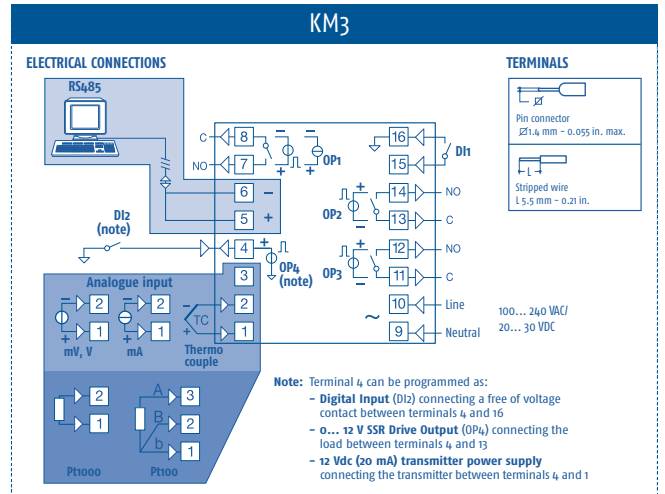 KM3
ELECTRICAL CONNECTIONS
TERMINALS
RS485
C
8
–
–
16
NO
7
+
+
OP1
15
DI1
6
–
5
+
DI2
(note)
4
+
OP4
(note)
+
OP2
–
14
NO
13
C
+
OP3
–
12
NO
11
C
10
Line
~
9
Neutral
100... 240 VAC/
20... 30 VDC
Pin connector
Ø1.4 mm - 0.055 in. max.
L
Stripped wire
L 5.5 mm - 0.21 in.
Analogue input
3
–
2
–
2
–
2
+
1
+
1
TC
+
1
mV, V
mA
Thermo
couple
2
1
Pt1000
A
3
B
2
b
1
Pt100
Note: Terminal 4 can be programmed as:
– Digital Input (DI2) connecting a free of voltage
contact between terminals 4 and 16
– 0... 12 V SSR Drive Output (OP4) connecting the
load between terminals 4 and 13
– 12 Vdc (20 mA) transmitter power supply
connecting the transmitter between terminals 4 and 1